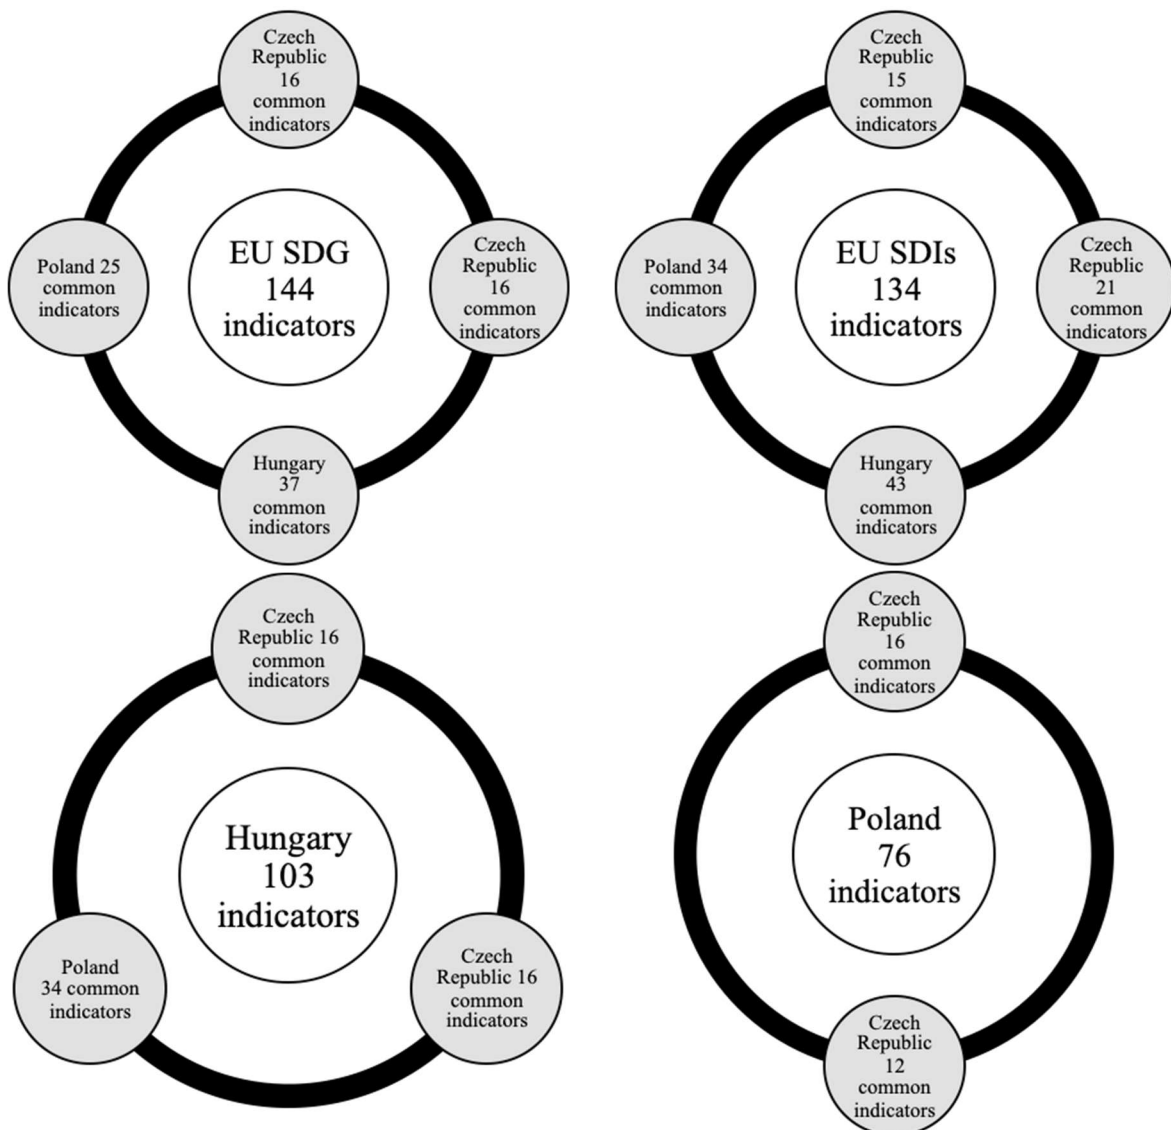 Czech
Republic
16
common
indicators
Poland 25
common
indicators
EU SDG
144
indicators
Czech
Republic
16
common
indicators
Hungary
37
common
indicators
Czech
Republic
15
common
indicators
Poland 34
common
indicators
EU SDIs
134
indicators
Czech
Republic
21
common
indicators
Hungary
43
common
indicators
Czech
Republic 16
common
indicators
Hungary
103
indicators
Poland
34 common
indicators
Czech
Republic 16
common
indicators
Czech
Republic
16
common
indicators
Poland
76
indicators
Czech
Republic
12
common
indicators